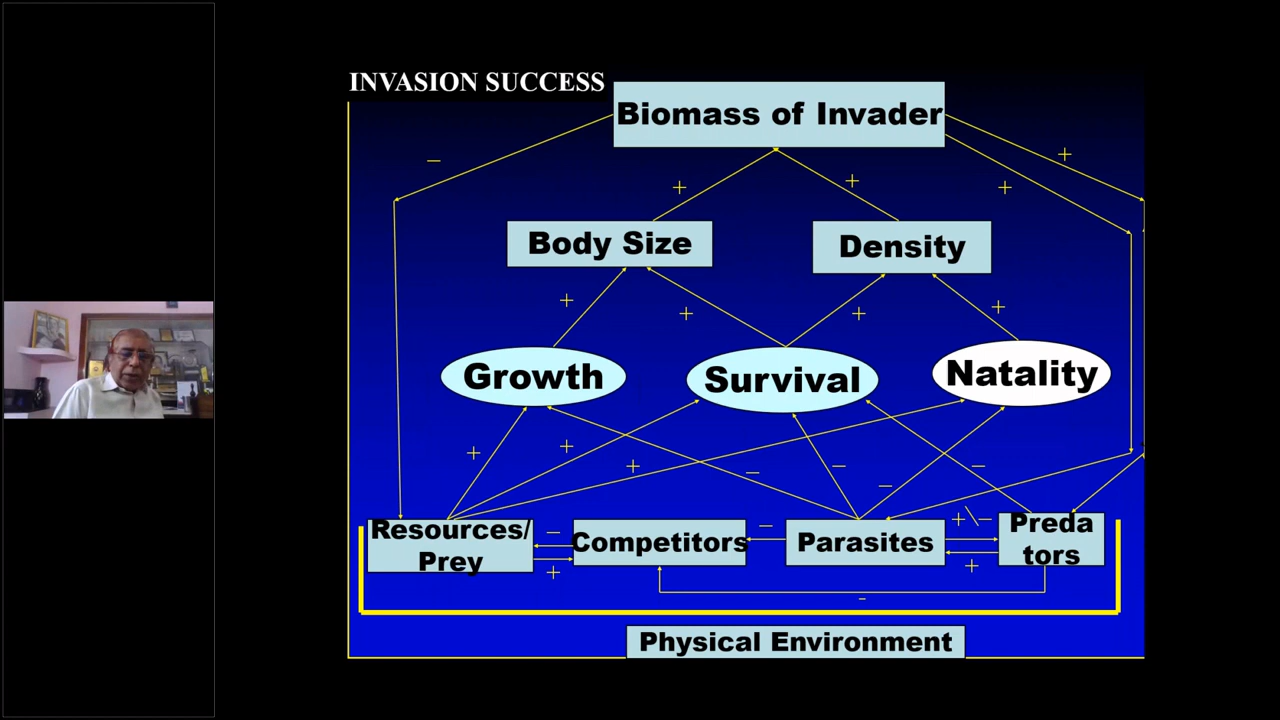 INVASION SUCCESS
Biomass of Invader
–
+
+
+
+
Body Size
Density
+
+
+
+
Growth
Survival
Natality
+
+
+
–
–
–
–
Resources/
Prey
–
+
Competitors
–
Parasites
+\–
+
Preda
tors
-
Physical Environment